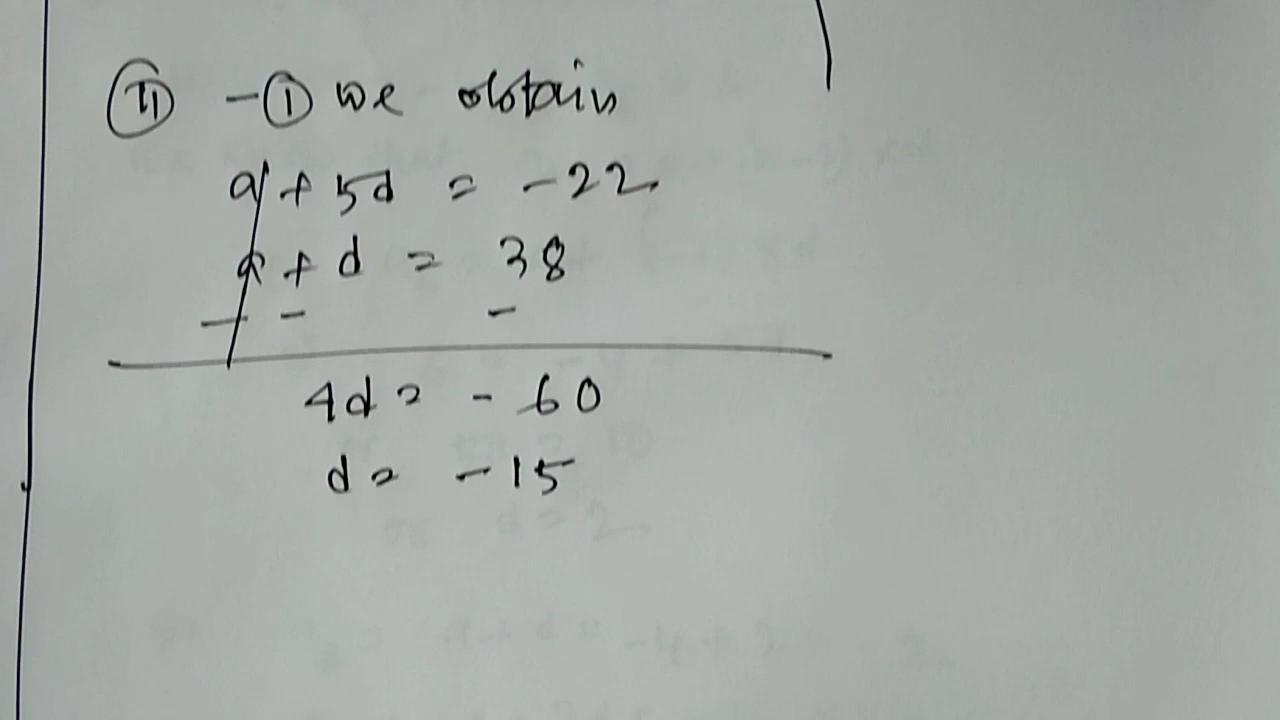 (II) - (I) we obtain
a + 5d = -22
a + d = 38
- - -
4d = - 60
d = -15